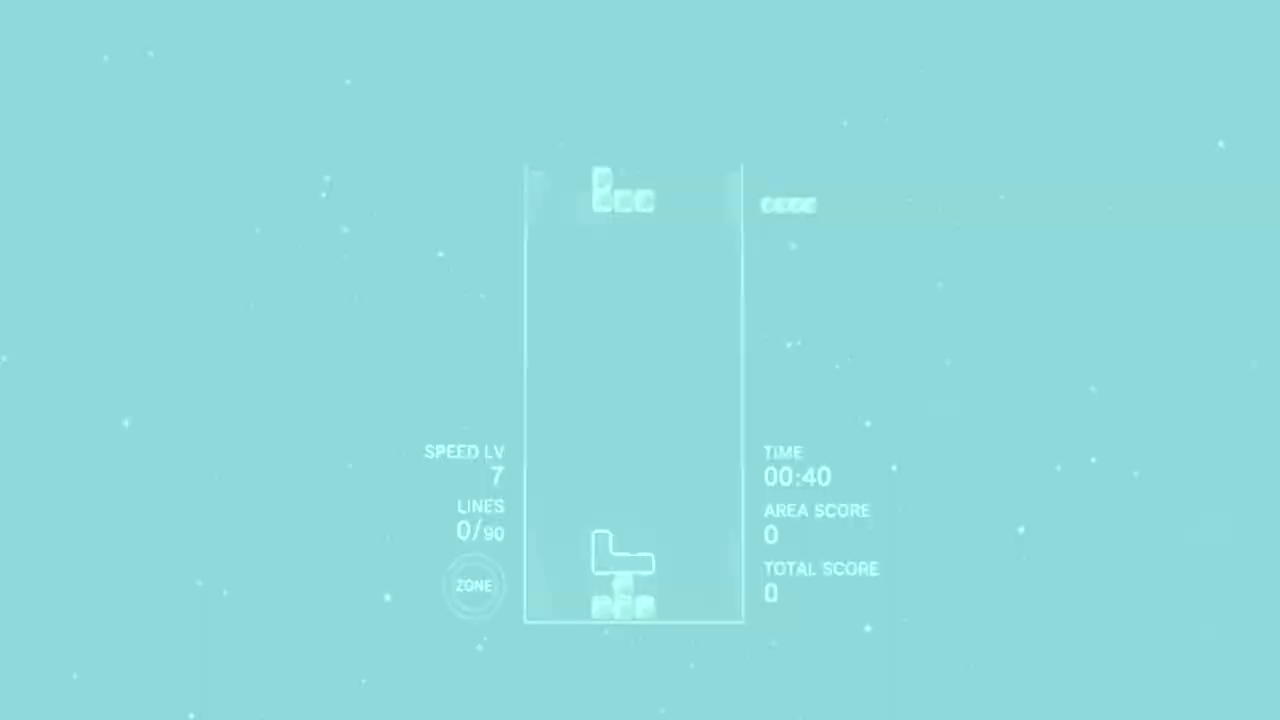 SPEED LV
7
LINES
0/90
ZONE
TIME
00:40
AREA SCORE
0
TOTAL SCORE
0